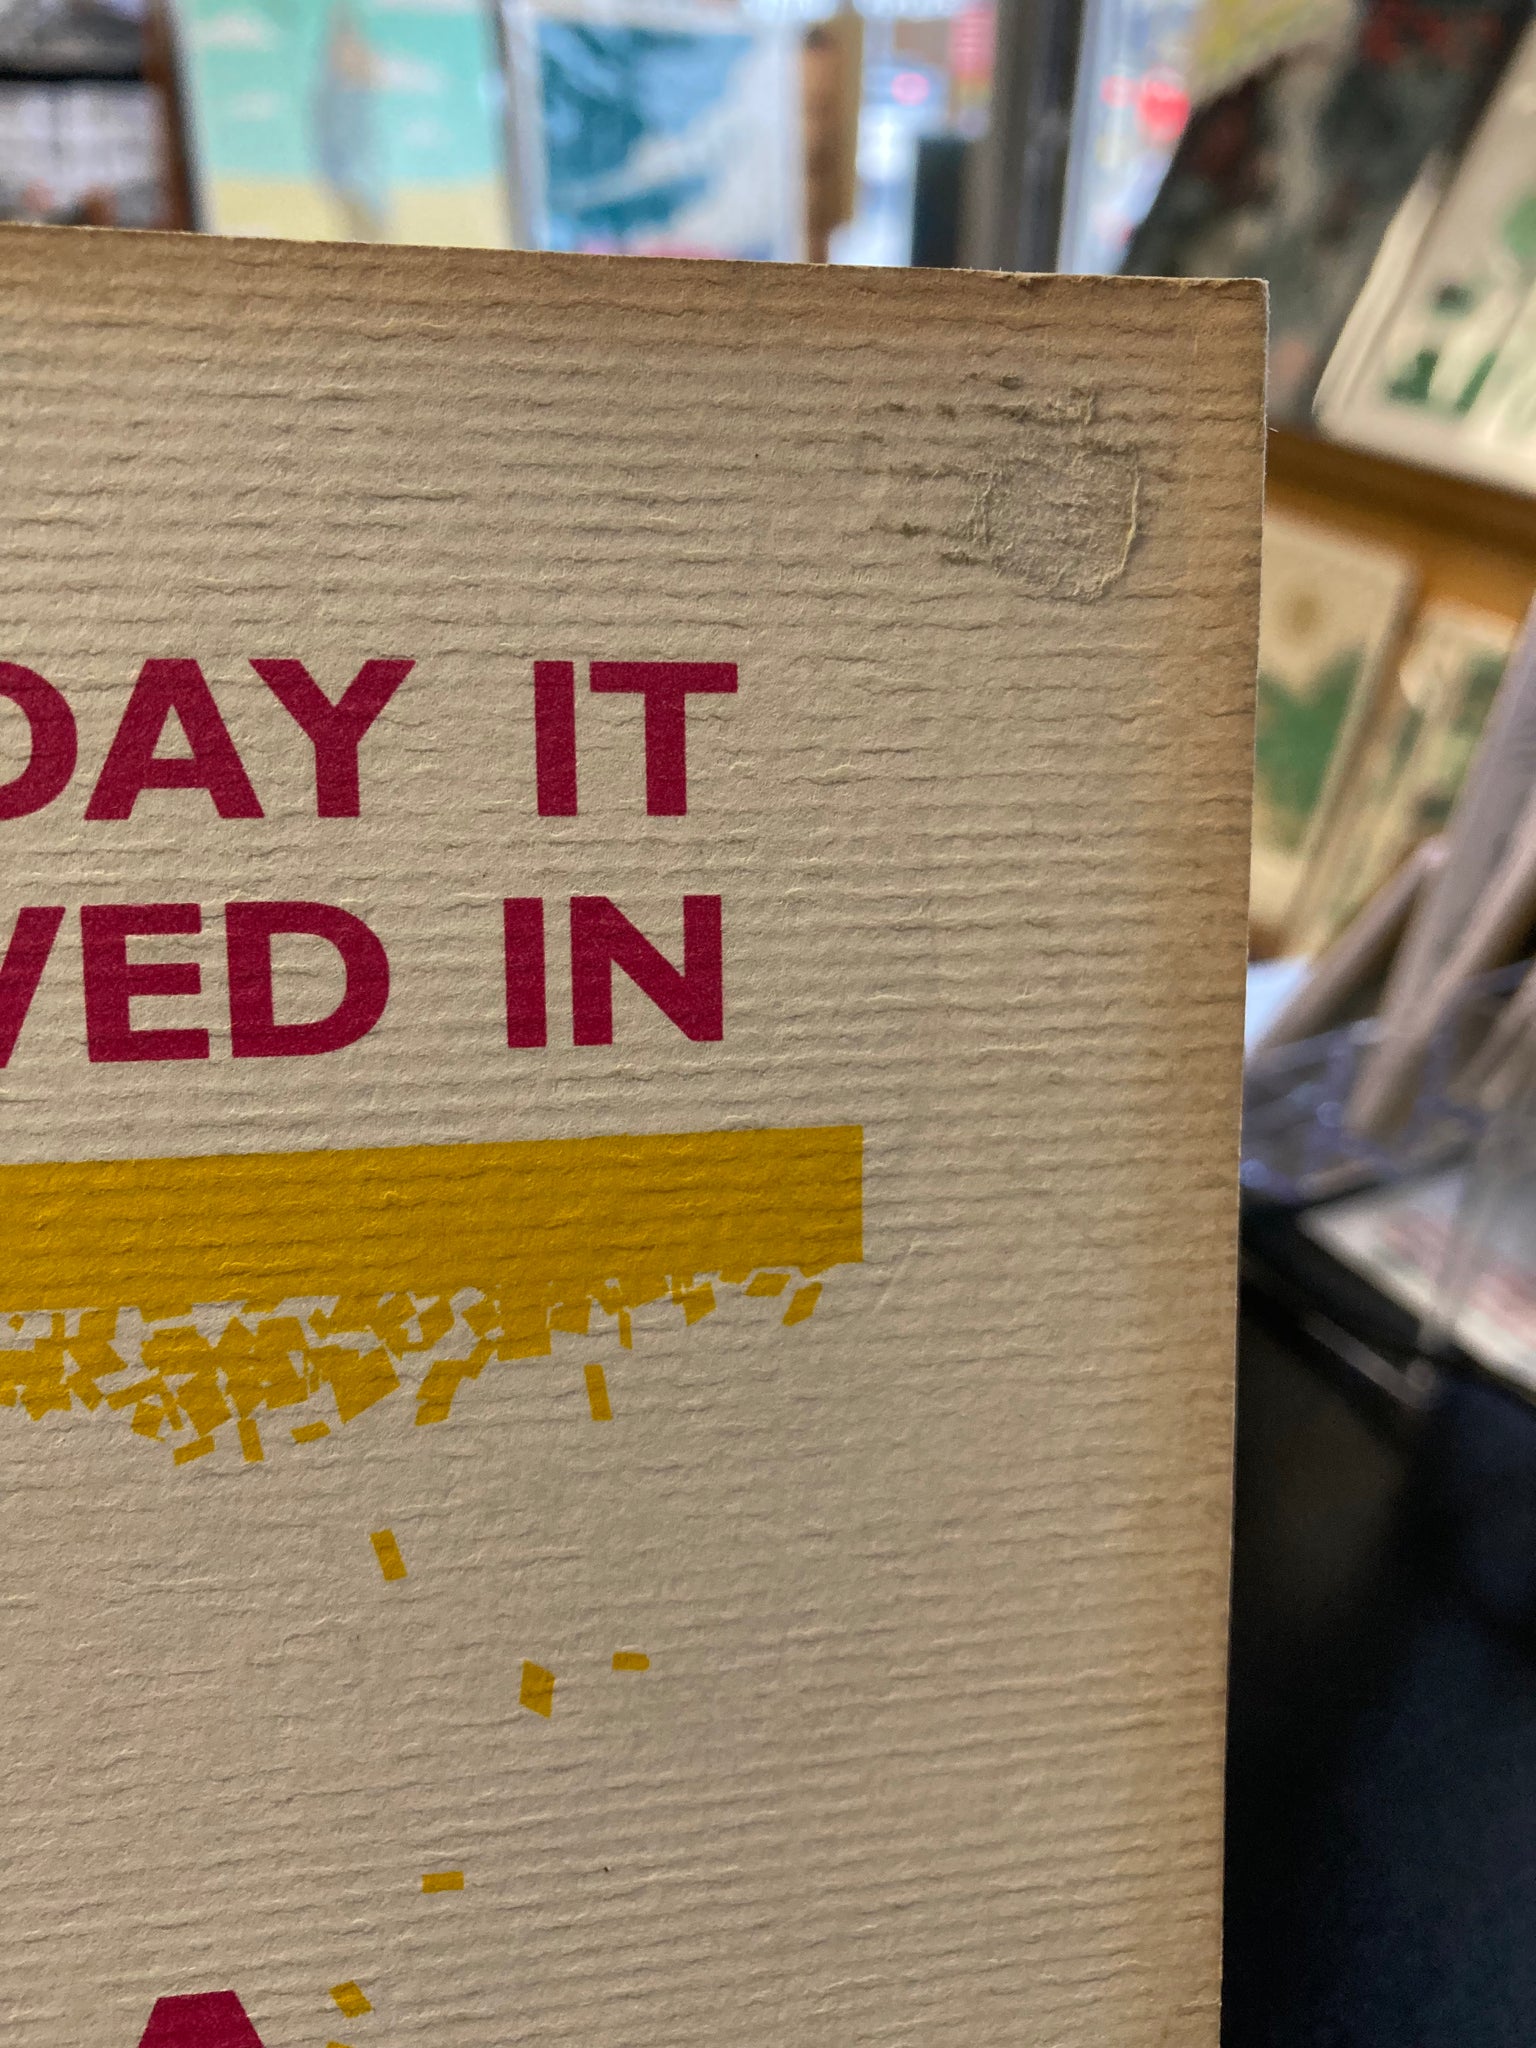 DAY IT
VED IN
A